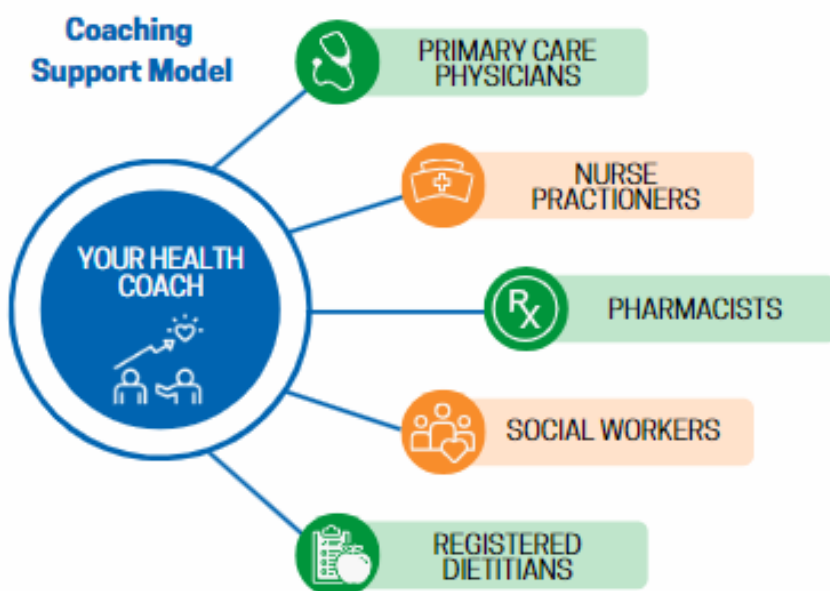 Coaching
Support Model
PRIMARY CARE
PHYSICIANS
NURSE
PRACTIONERS
YOUR HEALTH
COACH
Rx
PHARMACISTS
SOCIAL WORKERS
REGISTERED
DIETITIANS